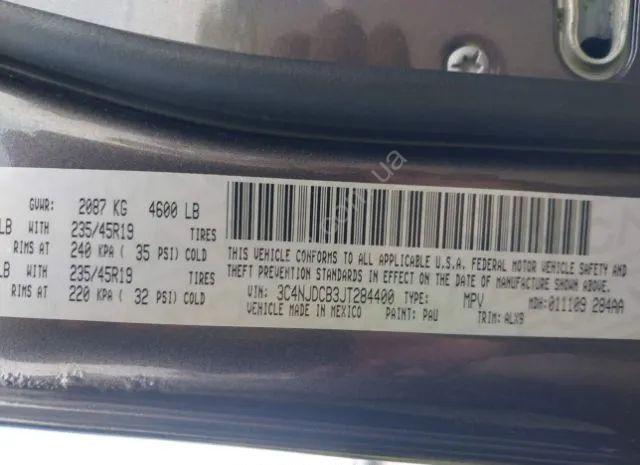 GVWR: 2087 KG 4600 LB
LB WITH 235/45R19 TIRES
RIMS AT 240 KPA ( 35 PSI) COLD
LB WITH 235/45R19 TIRES
RIMS AT 220 KPA ( 32 PSI) COLD
THIS VEHICLE CONFORMS TO ALL APPLICABLE U.S.A. FEDERAL MOTOR VEHICLE SAFETY AND
THEFT PREVENTION STANDARDS IN EFFECT ON THE DATE OF MANUFACTURE SHOWN ABOVE.
VIN: 3C4NJDCB3JT284400 TYPE: MPV MDH: 011109 284AA
VEHICLE MADE IN MEXICO PAINT: PAU TRIM: ALX9